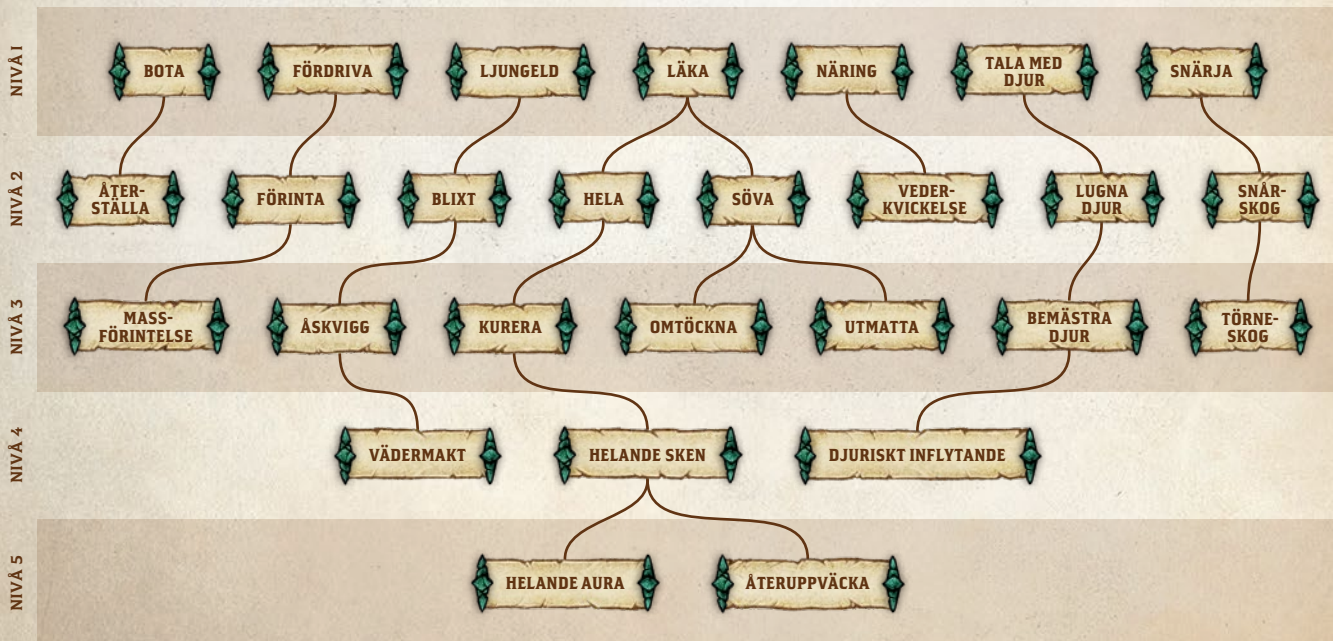 NIVÅ 1
BOTA
FÖRDRIVA
LJUNGELD
LÄKA
NÄRING
TALA MED
DJUR
SNÄRJA
NIVÅ 2
ÅTER-
STÄLLA
FÖRINTA
BLIXT
HELA
SÖVA
VEDER-
KVICKELSE
LUGNA
DJUR
SNÅR-
SKOG
NIVÅ 3
MASS-
FÖRINTELSE
ÅSKVIGG
KURERA
OMTÖCKNA
UTMATTA
BEMÄSTRA
DJUR
TÖRNE-
SKOG
NIVÅ 4
VÄDERMAKT
HELANDE SKEN
DJURISKT INFLYTANDE
NIVÅ 5
HELANDE AURA
ÅTERUPPVÄCKA